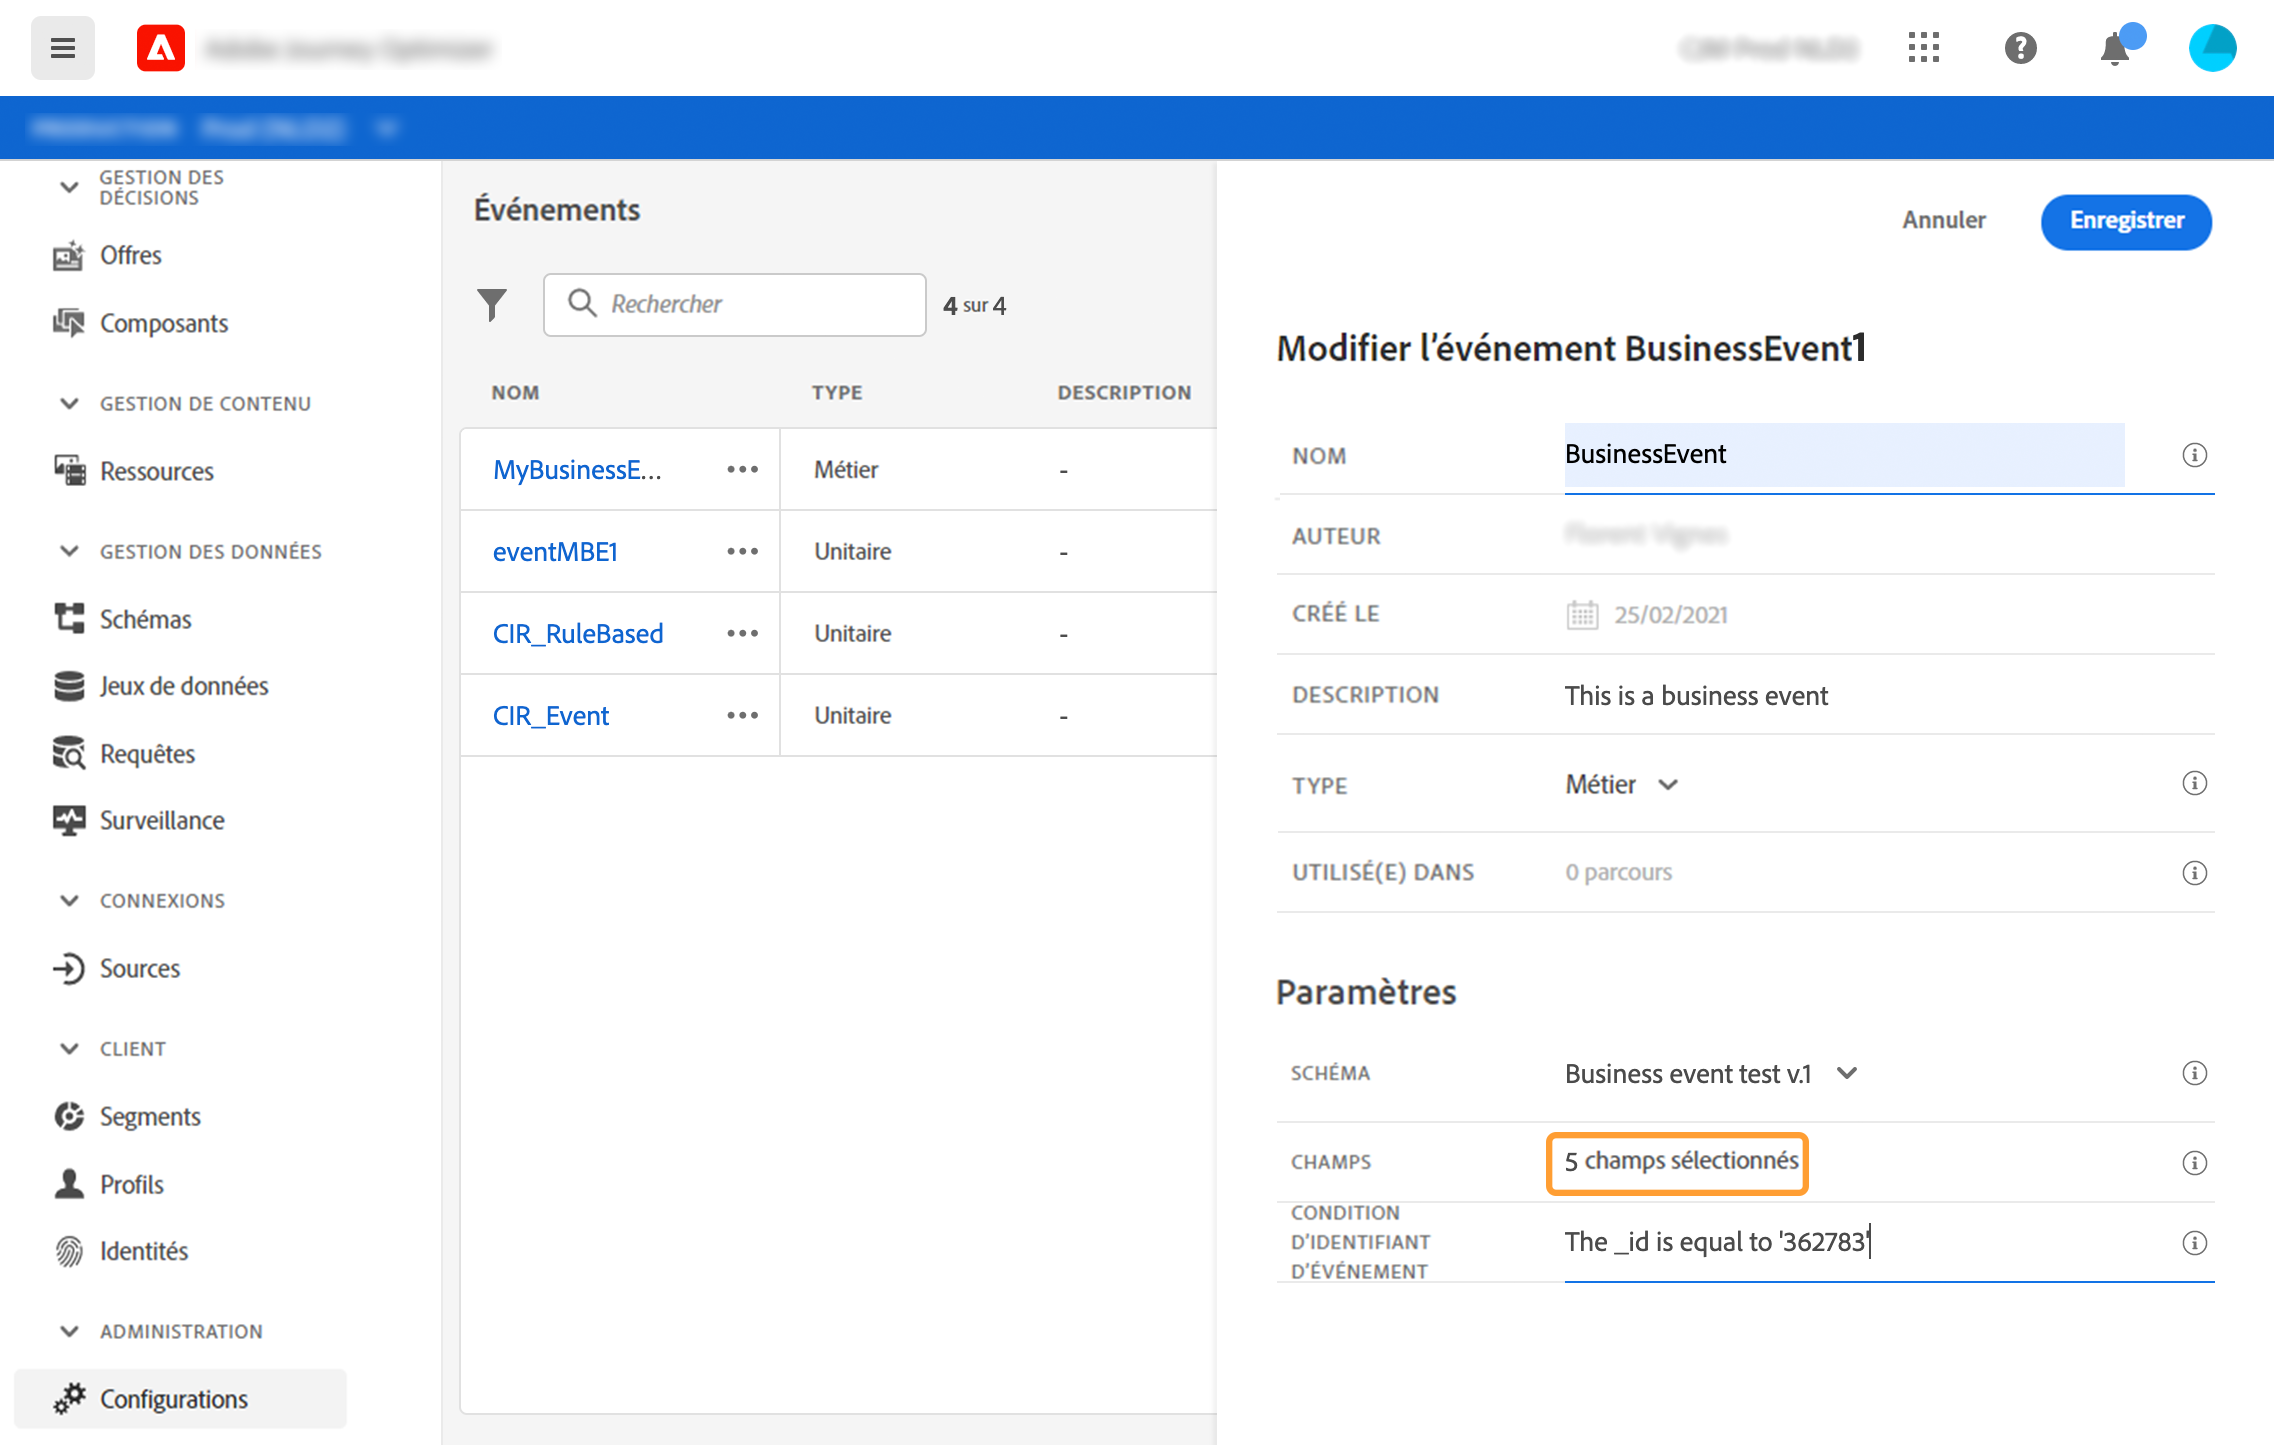 GESTION DES
DÉCISIONS
Offres
Composants
GESTION DE CONTENU
Ressources
GESTION DES DONNÉES
Schémas
Jeux de données
Requêtes
Surveillance
CONNEXIONS
Sources
CLIENT
Segments
Profils
Identités
ADMINISTRATION
Configurations
Événements
Rechercher
4 sur 4
NOM TYPE DESCRIPTION
MyBusinessE... ••• Métier -
eventMBE1 ••• Unitaire -
CIR_RuleBased ••• Unitaire -
CIR_Event ••• Unitaire -
Annuler Enregistrer
Modifier l’événement BusinessEvent1
NOM BusinessEvent
AUTEUR
CRÉÉ LE 25/02/2021
DESCRIPTION This is a business event
TYPE Métier
UTILISÉ(E) DANS 0 parcours
Paramètres
SCHÉMA Business event test v.1
CHAMPS 5 champs sélectionnés
CONDITION
D’IDENTIFIANT
D’ÉVÉNEMENT
The _id is equal to '362783'